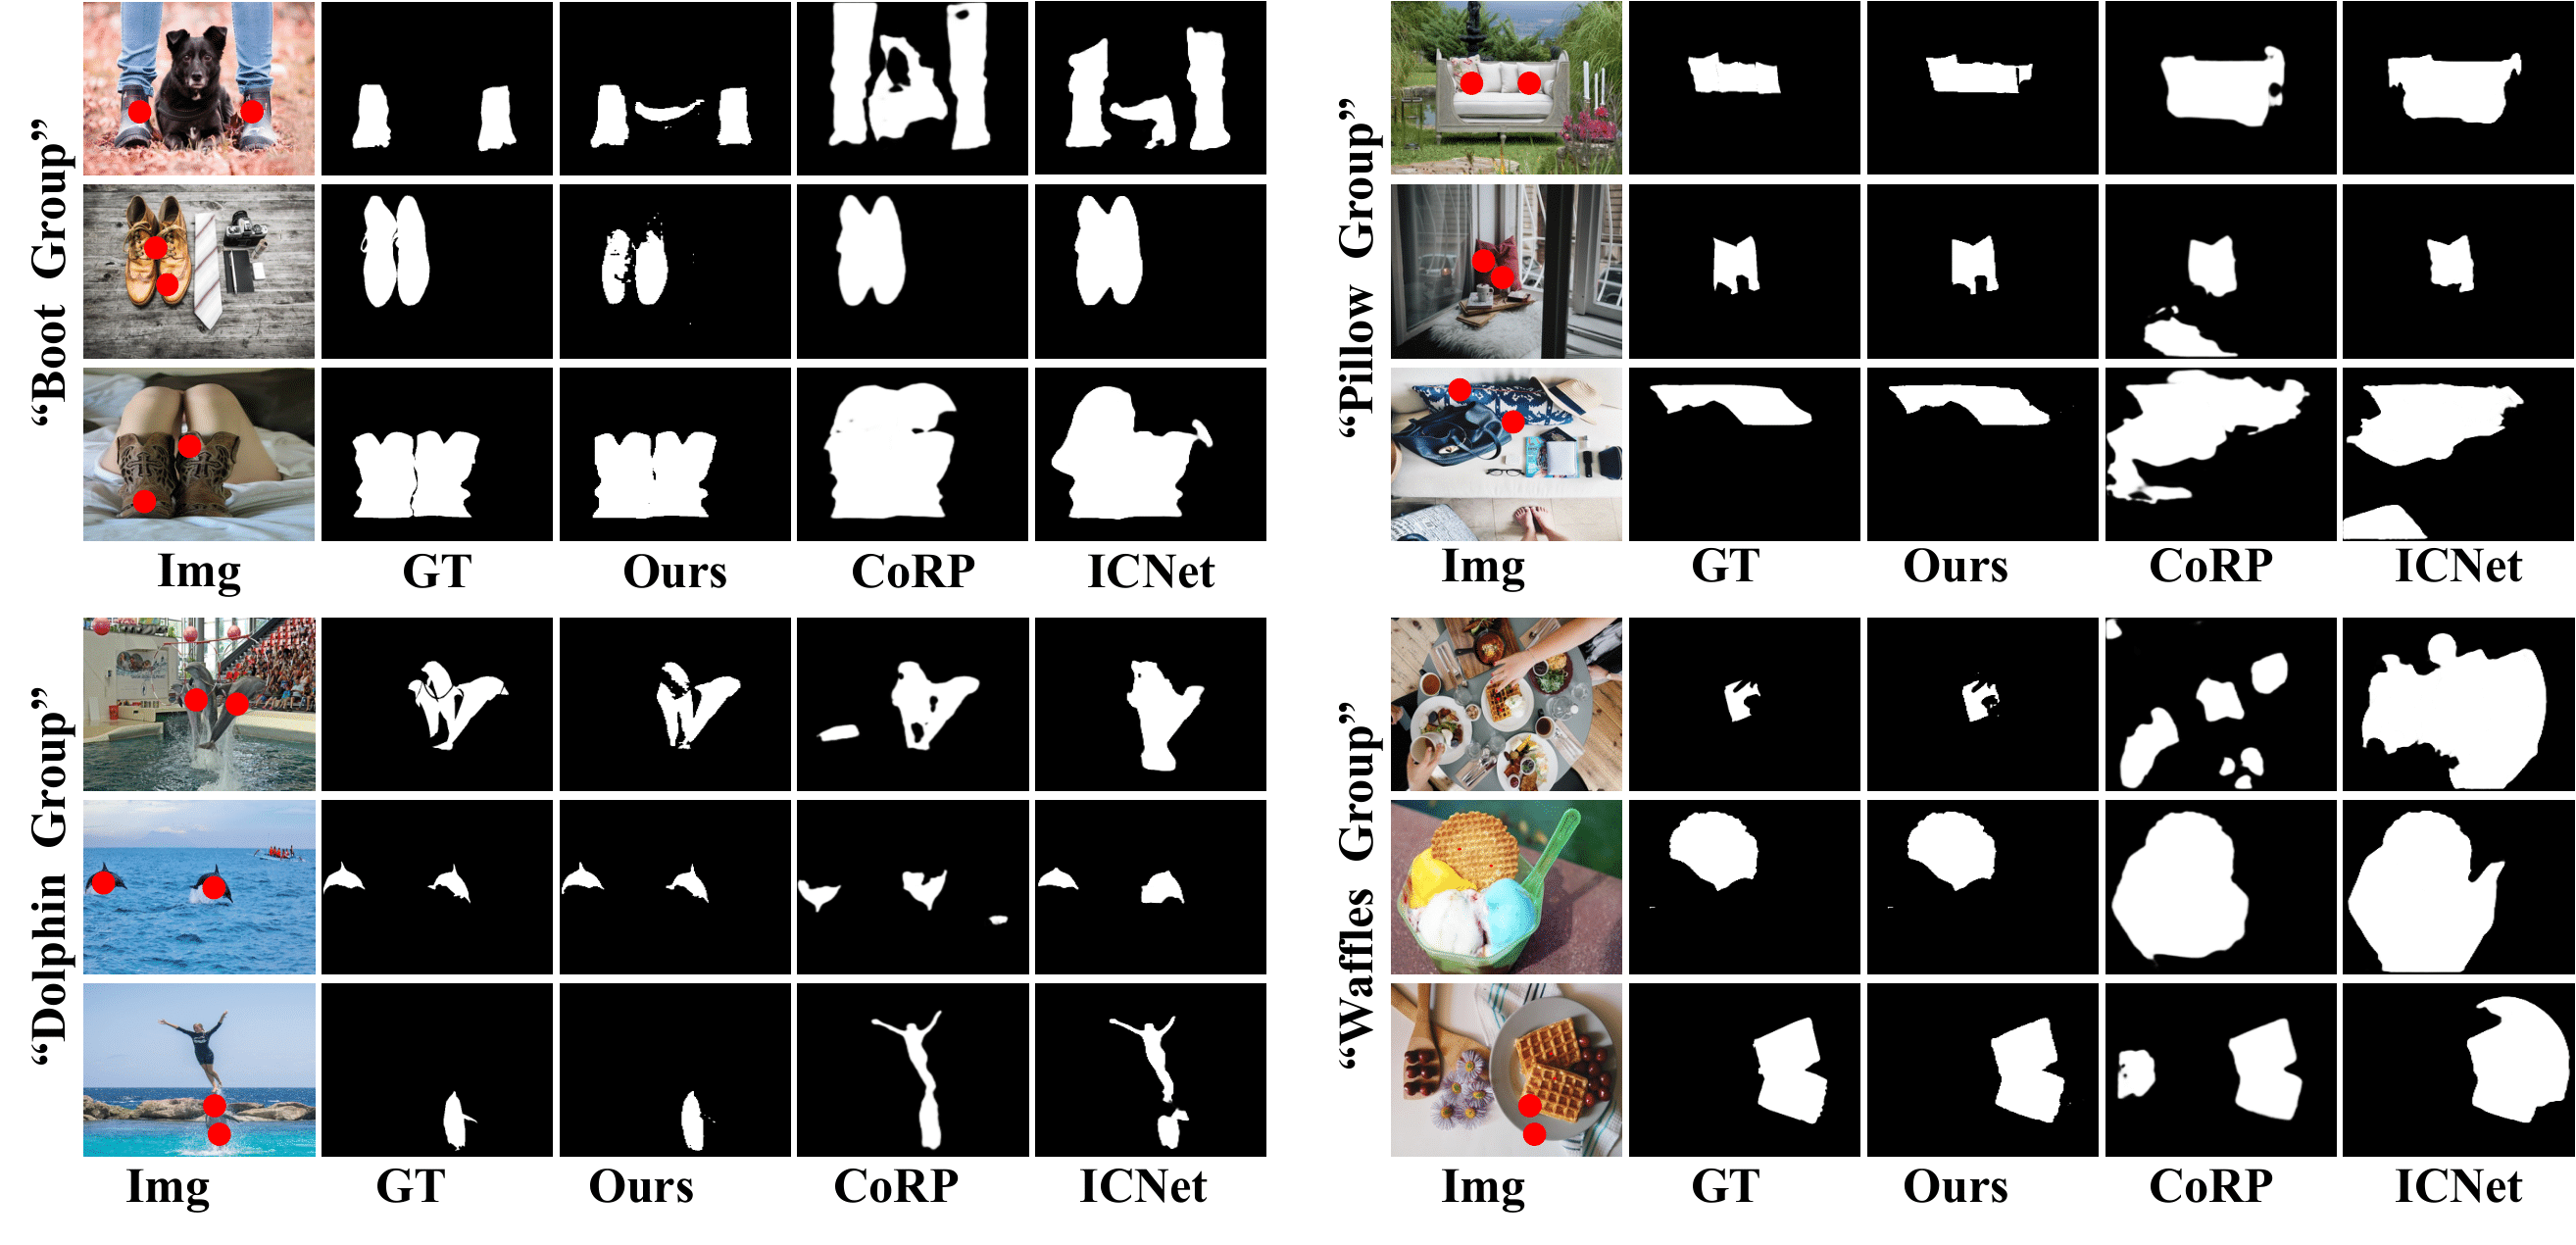 “Boot Group”
Img GT Ours CoRP ICNet
“Pillow Group”
Img GT Ours CoRP ICNet
“Dolphin Group”
Img GT Ours CoRP ICNet
“Waffles Group”
Img GT Ours CoRP ICNet